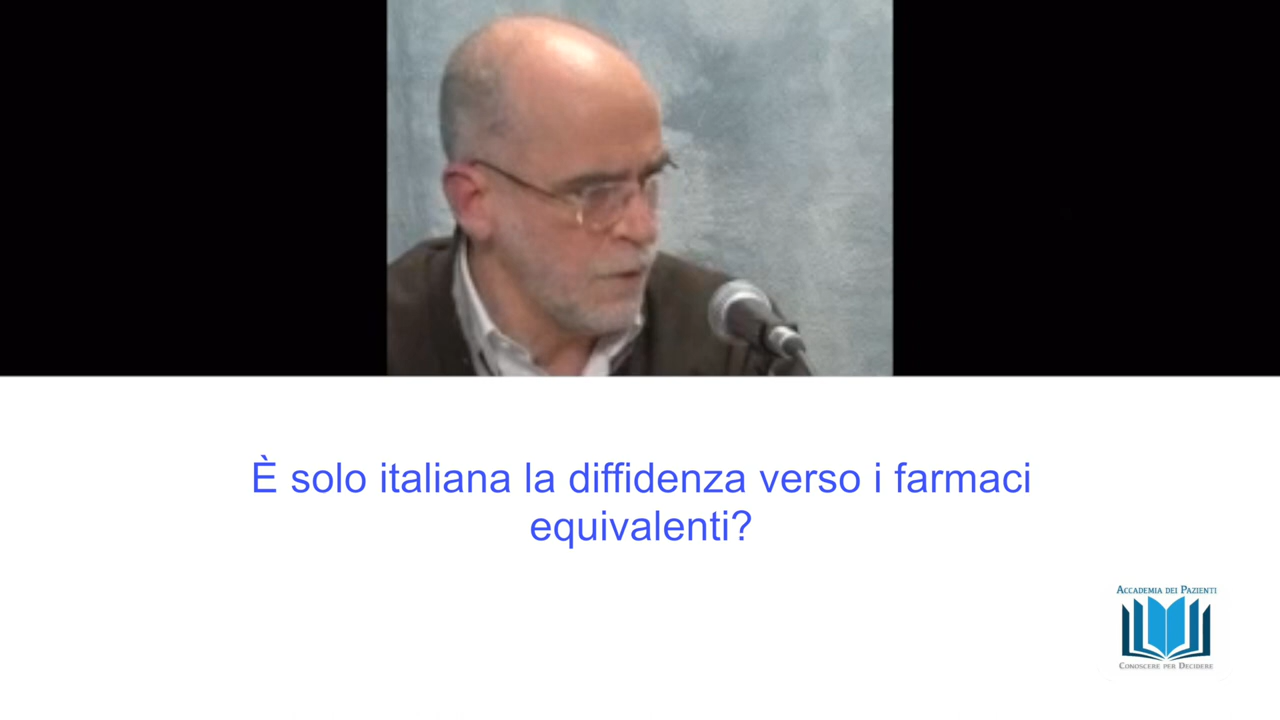 È solo italiana la diffidenza verso i farmaci
equivalenti?
Accademia dei Pazienti
Conoscere per Decidere